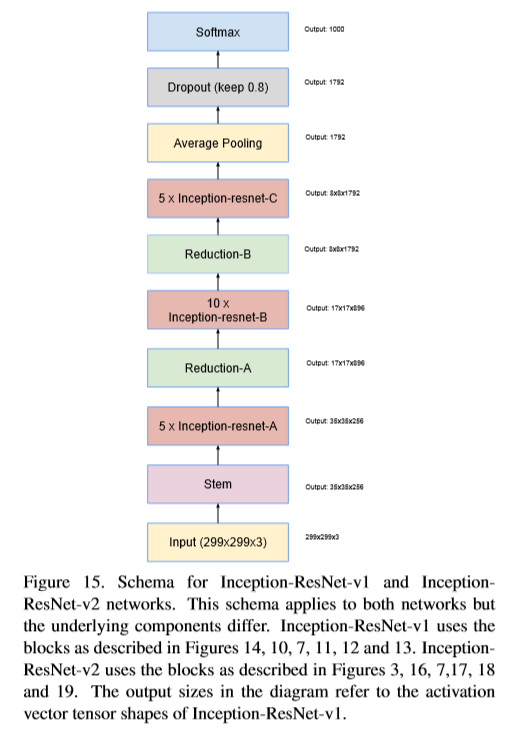 Softmax
Output: 1000
Dropout (keep 0.8)
Output: 1792
Average Pooling
Output: 1792
5 x Inception-resnet-C
Output: 8x8x1792
Reduction-B
Output: 8x8x1792
10 x
Inception-resnet-B
Output: 17x17x896
Reduction-A
Output: 17x17x896
5 x Inception-resnet-A
Output: 35x35x256
Stem
Output: 35x35x256
Input (299x299x3)
299x299x3
Figure 15. Schema for Inception-ResNet-v1 and Inception-
ResNet-v2 networks. This schema applies to both networks but
the underlying components differ. Inception-ResNet-v1 uses the
blocks as described in Figures 14, 10, 7, 11, 12 and 13. Inception-
ResNet-v2 uses the blocks as described in Figures 3, 16, 7,17, 18
and 19. The output sizes in the diagram refer to the activation
vector tensor shapes of Inception-ResNet-v1.